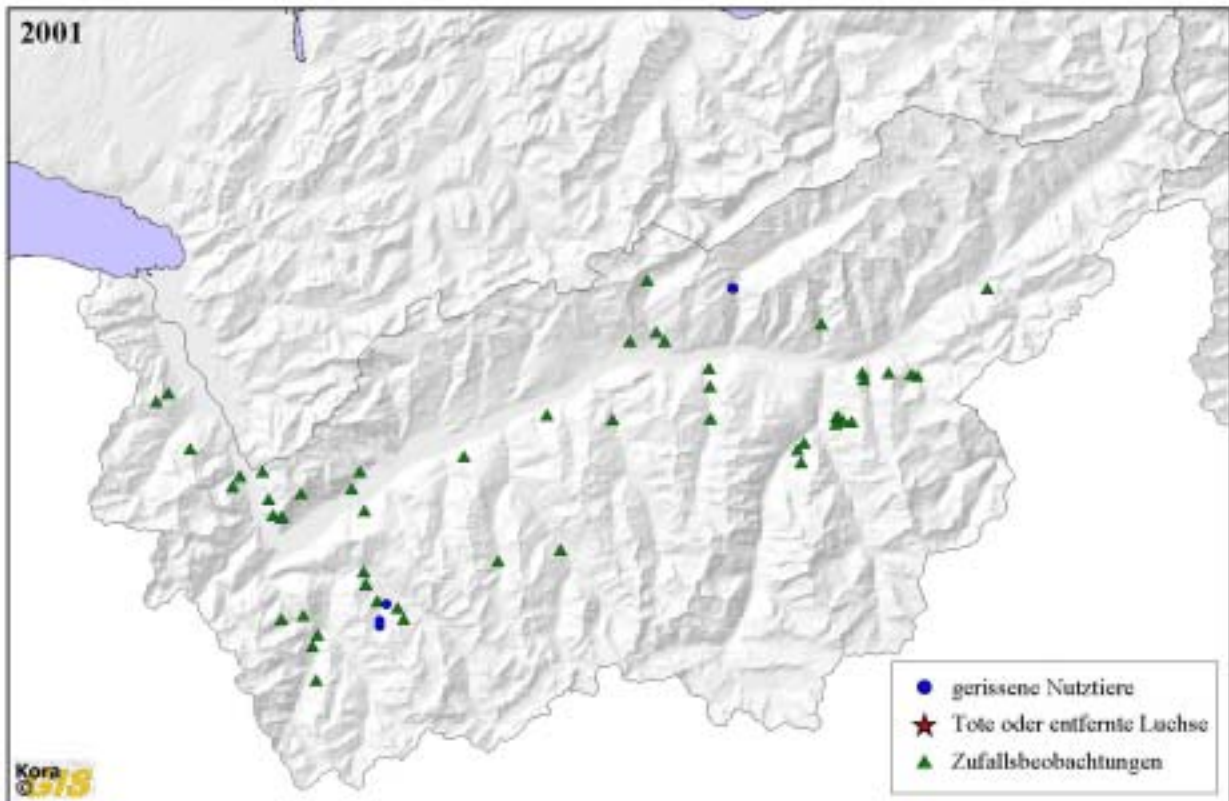 2001
gerissene Nutztiere
Tote oder entfernte Luchse
Zufallsbeobachtungen
Kora
© GIS